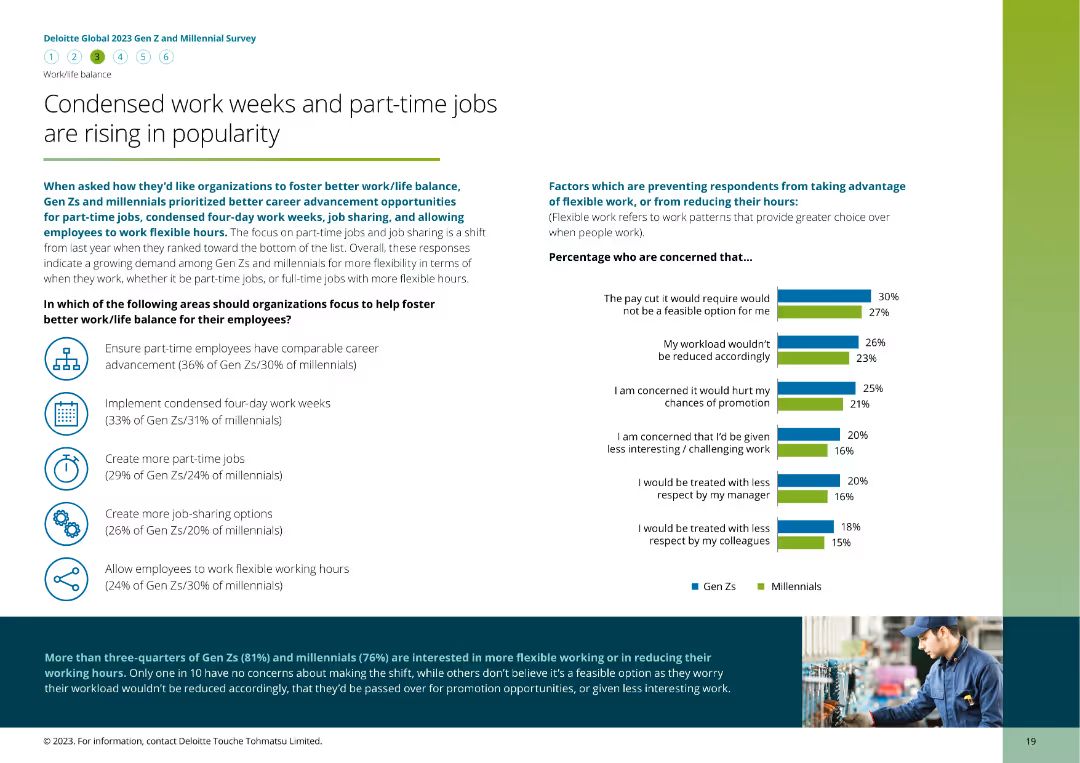 Deloitte Global 2023 Gen Z and Millennial Survey
1 2 3 4 5 6
Work/life balance
Condensed work weeks and part-time jobs
are rising in popularity
When asked how they'd like organizations to foster better work/life balance,
Gen Zs and millennials prioritized better career advancement opportunities
for part-time jobs, condensed four-day work weeks, job sharing, and allowing
employees to work flexible hours. The focus on part-time jobs and job sharing is a shift
from last year when they ranked toward the bottom of the list. Overall, these responses
indicate a growing demand among Gen Zs and millennials for more flexibility in terms of
when they work, whether it be part-time jobs, or full-time jobs with more flexible hours.
In which of the following areas should organizations focus to help foster
better work/life balance for their employees?
Ensure part-time employees have comparable career
advancement (36% of Gen Zs/30% of millennials)
Implement condensed four-day work weeks
(33% of Gen Zs/31% of millennials)
Create more part-time jobs
(29% of Gen Zs/24% of millennials)
Create more job-sharing options
(26% of Gen Zs/20% of millennials)
Allow employees to work flexible working hours
(24% of Gen Zs/30% of millennials)
Factors which are preventing respondents from taking advantage
of flexible work, or from reducing their hours:
(Flexible work refers to work patterns that provide greater choice over
when people work).
Percentage who are concerned that...
The pay cut it would require would
not be a feasible option for me
30%
27%
My workload wouldn't
be reduced accordingly
26%
23%
I am concerned it would hurt my
chances of promotion
25%
21%
I am concerned that I'd be given
less interesting / challenging work
20%
16%
I would be treated with less
respect by my manager
20%
16%
I would be treated with less
respect by my colleagues
18%
15%
Gen Zs Millennials
More than three-quarters of Gen Zs (81%) and millennials (76%) are interested in more flexible working or in reducing their
working hours. Only one in 10 have no concerns about making the shift, while others don't believe it's a feasible option as they worry
their workload wouldn't be reduced accordingly, that they'd be passed over for promotion opportunities, or given less interesting work.
© 2023. For information, contact Deloitte Touche Tohmatsu Limited.
19